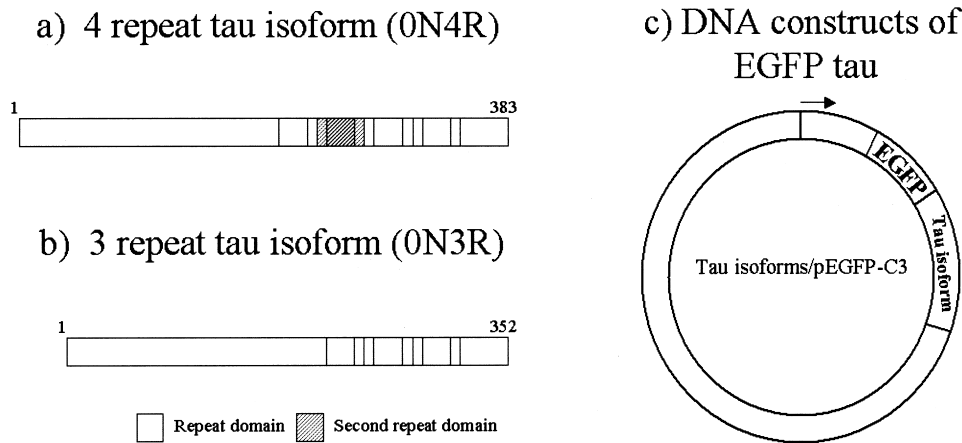 a) 4 repeat tau isoform (0N4R)
1 383
b) 3 repeat tau isoform (0N3R)
1 352
Repeat domain Second repeat domain
c) DNA constructs of
EGFP tau
EGFP
Tau isoform
Tau isoforms/pEGFP-C3